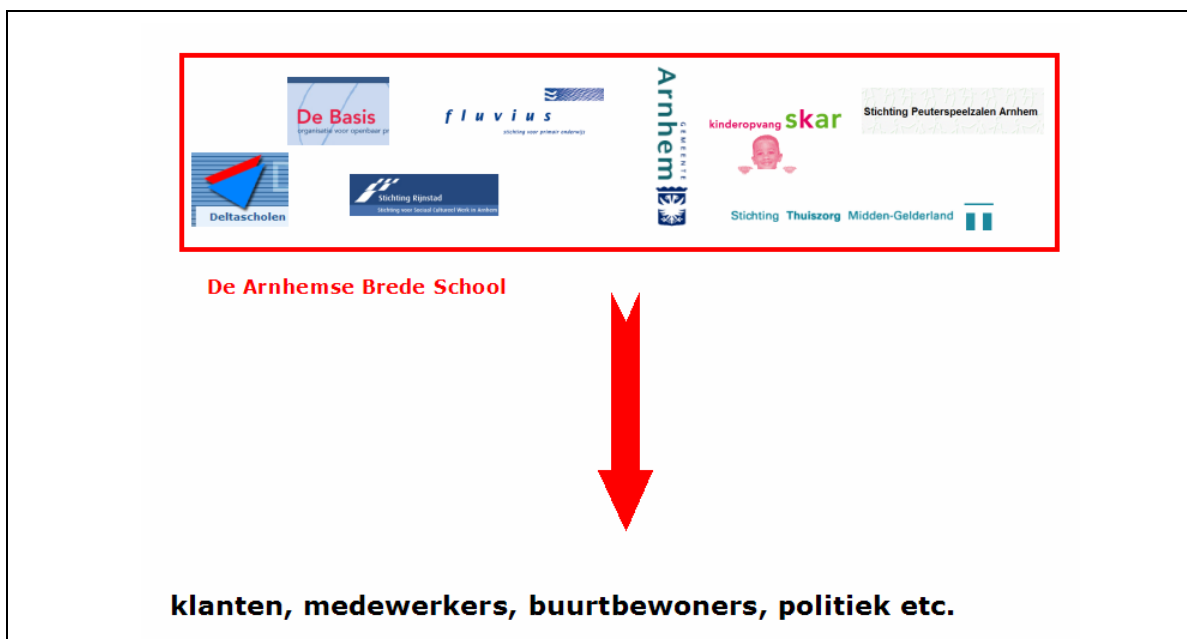 De Basis
organisatie voor openbaar pr
fluvius
stichting voor primair onderwijs
GEMEENTE
Arnhem
kinderopvang skar
Stichting Peuterspeelzalen Arnhem
Deltascholen
Stichting Rijnstad
Stichting voor Sociaal Cultureel Werk in Arnhem
Stichting Thuiszorg Midden-Gelderland
De Arnhemse Brede School
klanten, medewerkers, buurtbewoners, politiek etc.